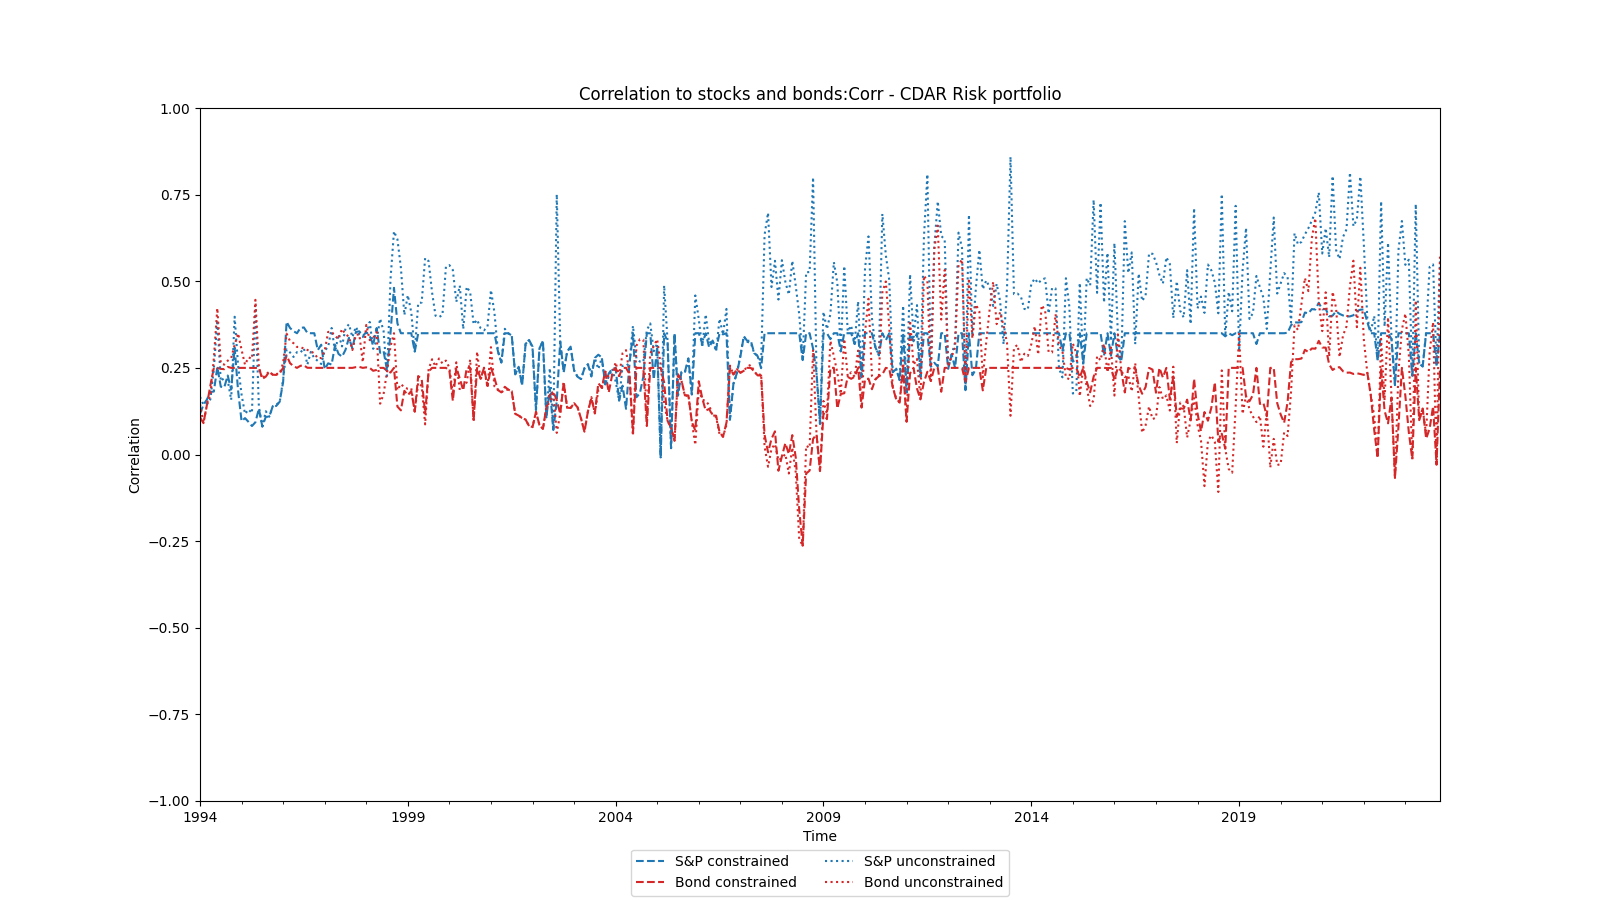 Correlation to stocks and bonds:Corr - CDAR Risk portfolio
Correlation
1.00
0.75
0.50
0.25
0.00
−0.25
−0.50
−0.75
−1.00
1994 1999 2004 2009 2014 2019
Time
S&P constrained S&P unconstrained
Bond constrained Bond unconstrained